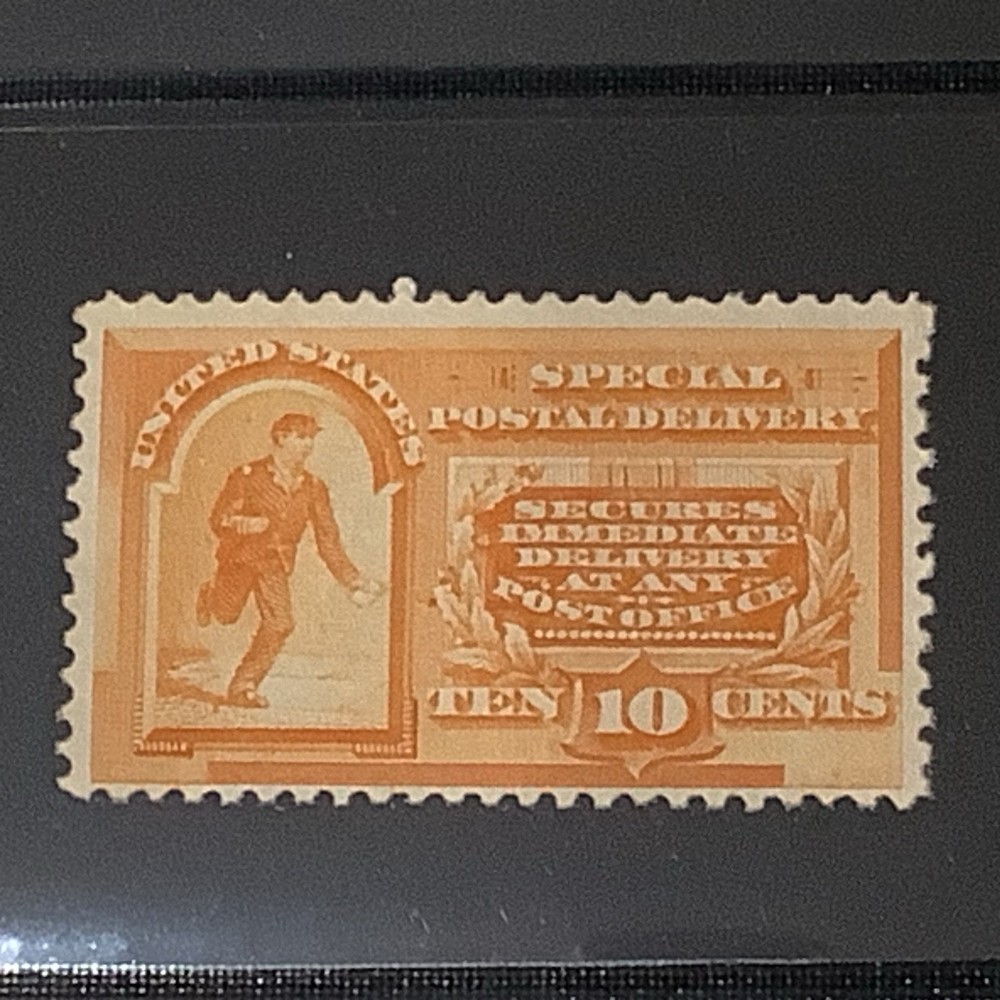 UNITED STATES
SPECIAL
POSTAL DELIVERY
SECURES
IMMEDIATE
DELIVERY
AT ANY
POST OFFICE
TEN 10 CENTS